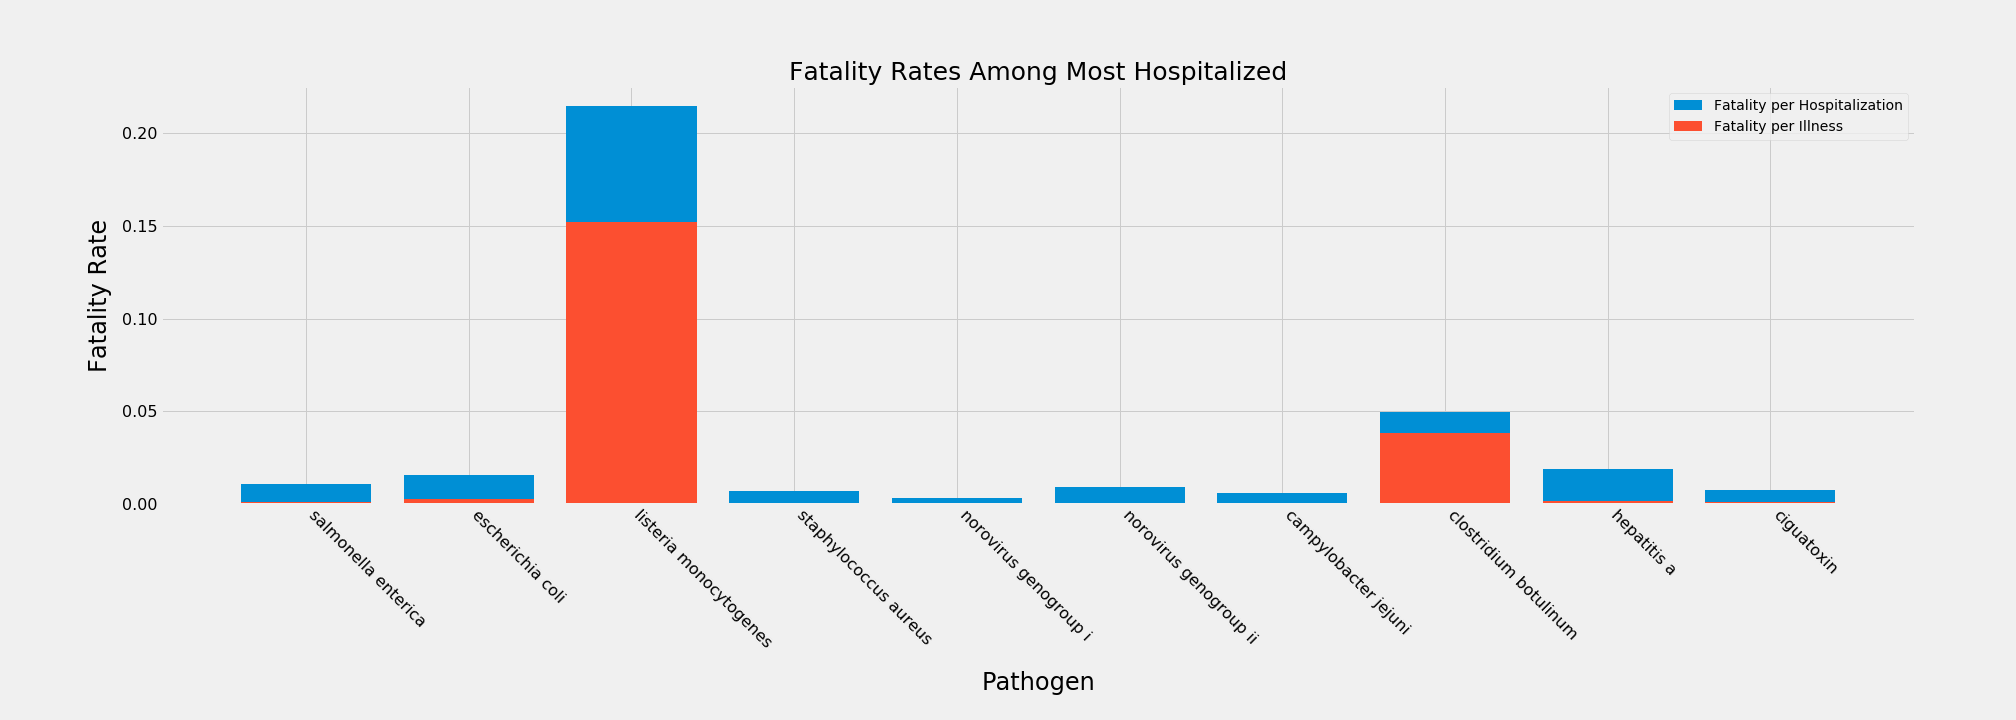 Fatality Rates Among Most Hospitalized
Fatality per Hospitalization
Fatality per Illness
Fatality Rate
0.20
0.15
0.10
0.05
0.00
salmonella enterica
escherichia coli
listeria monocytogenes
staphylococcus aureus
norovirus genogroup i
norovirus genogroup ii
campylobacter jejuni
clostridium botulinum
hepatitis a
ciguatoxin
Pathogen